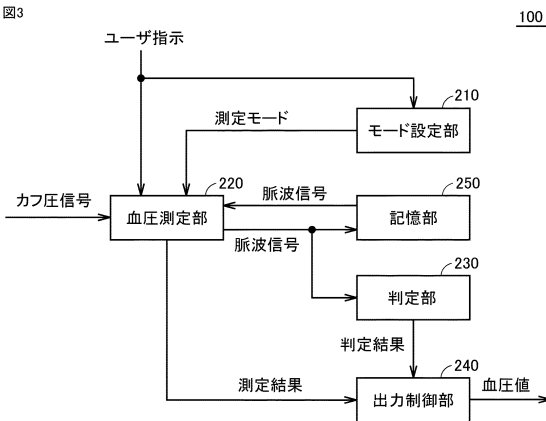 図3
100
ユーザ指示
210
測定モード
モード設定部
220
250
カフ圧信号
脈波信号
血圧測定部
記憶部
脈波信号
230
判定部
判定結果
240
測定結果
血圧値
出力制御部